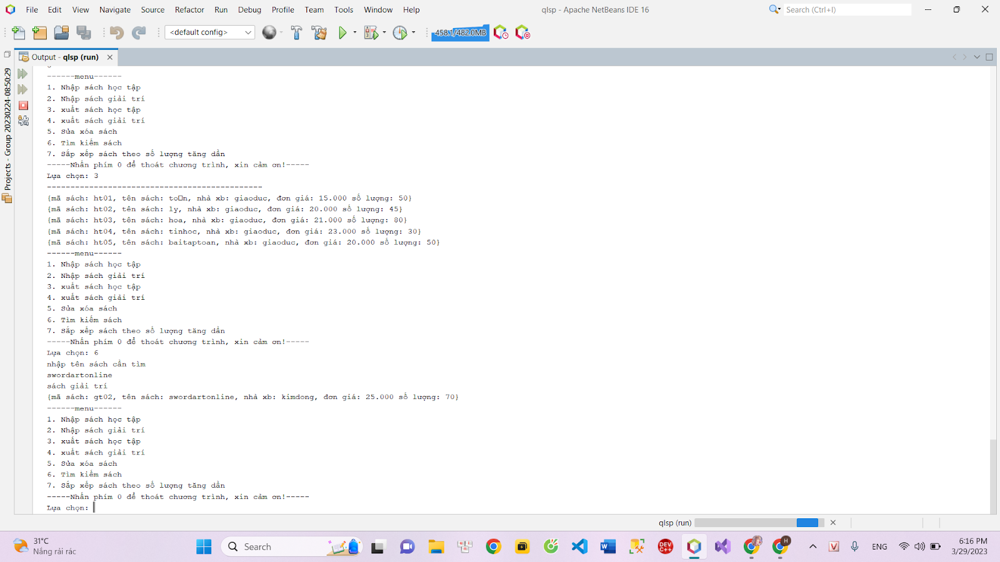 File Edit View Navigate Source Refactor Run Debug Profile Team Tools Window Help
qlsp - Apache NetBeans IDE 16
Search (Ctrl+I)
<default config>
458.1/482.0MB
Output - qlsp (run)
Projects - Group 20230224-08:50:29
------menu------
1. Nhập sách học tập
2. Nhập sách giải trí
3. xuất sách học tập
4. xuất sách giải trí
5. Sửa xóa sách
6. Tìm kiếm sách
7. Sắp xếp sách theo số lượng tăng dần
-----Nhấn phím 0 để thoát chương trình, xin cảm ơn!-----
Lựa chọn: 3
----------------------------------------------
{mã sách: ht01, tên sách: to□n, nhà xb: giaoduc, đơn giá: 15.000 số lượng: 50}
{mã sách: ht02, tên sách: ly, nhà xb: giaoduc, đơn giá: 20.000 số lượng: 45}
{mã sách: ht03, tên sách: hoa, nhà xb: giaoduc, đơn giá: 21.000 số lượng: 80}
{mã sách: ht04, tên sách: tinhoc, nhà xb: giaoduc, đơn giá: 23.000 số lượng: 30}
{mã sách: ht05, tên sách: baitaptoan, nhà xb: giaoduc, đơn giá: 20.000 số lượng: 50}
------menu------
1. Nhập sách học tập
2. Nhập sách giải trí
3. xuất sách học tập
4. xuất sách giải trí
5. Sửa xóa sách
6. Tìm kiếm sách
7. Sắp xếp sách theo số lượng tăng dần
-----Nhấn phím 0 để thoát chương trình, xin cảm ơn!-----
Lựa chọn: 6
nhập tên sách cần tìm
swordartonline
sách giải trí
{mã sách: gt02, tên sách: swordartonline, nhà xb: kimdong, đơn giá: 25.000 số lượng: 70}
------menu------
1. Nhập sách học tập
2. Nhập sách giải trí
3. xuất sách học tập
4. xuất sách giải trí
5. Sửa xóa sách
6. Tìm kiếm sách
7. Sắp xếp sách theo số lượng tăng dần
-----Nhấn phím 0 để thoát chương trình, xin cảm ơn!-----
Lựa chọn:
qlsp (run)
31°C
Nắng rải rác
Search
DEV C++
H
V
ENG
6:16 PM
3/29/2023